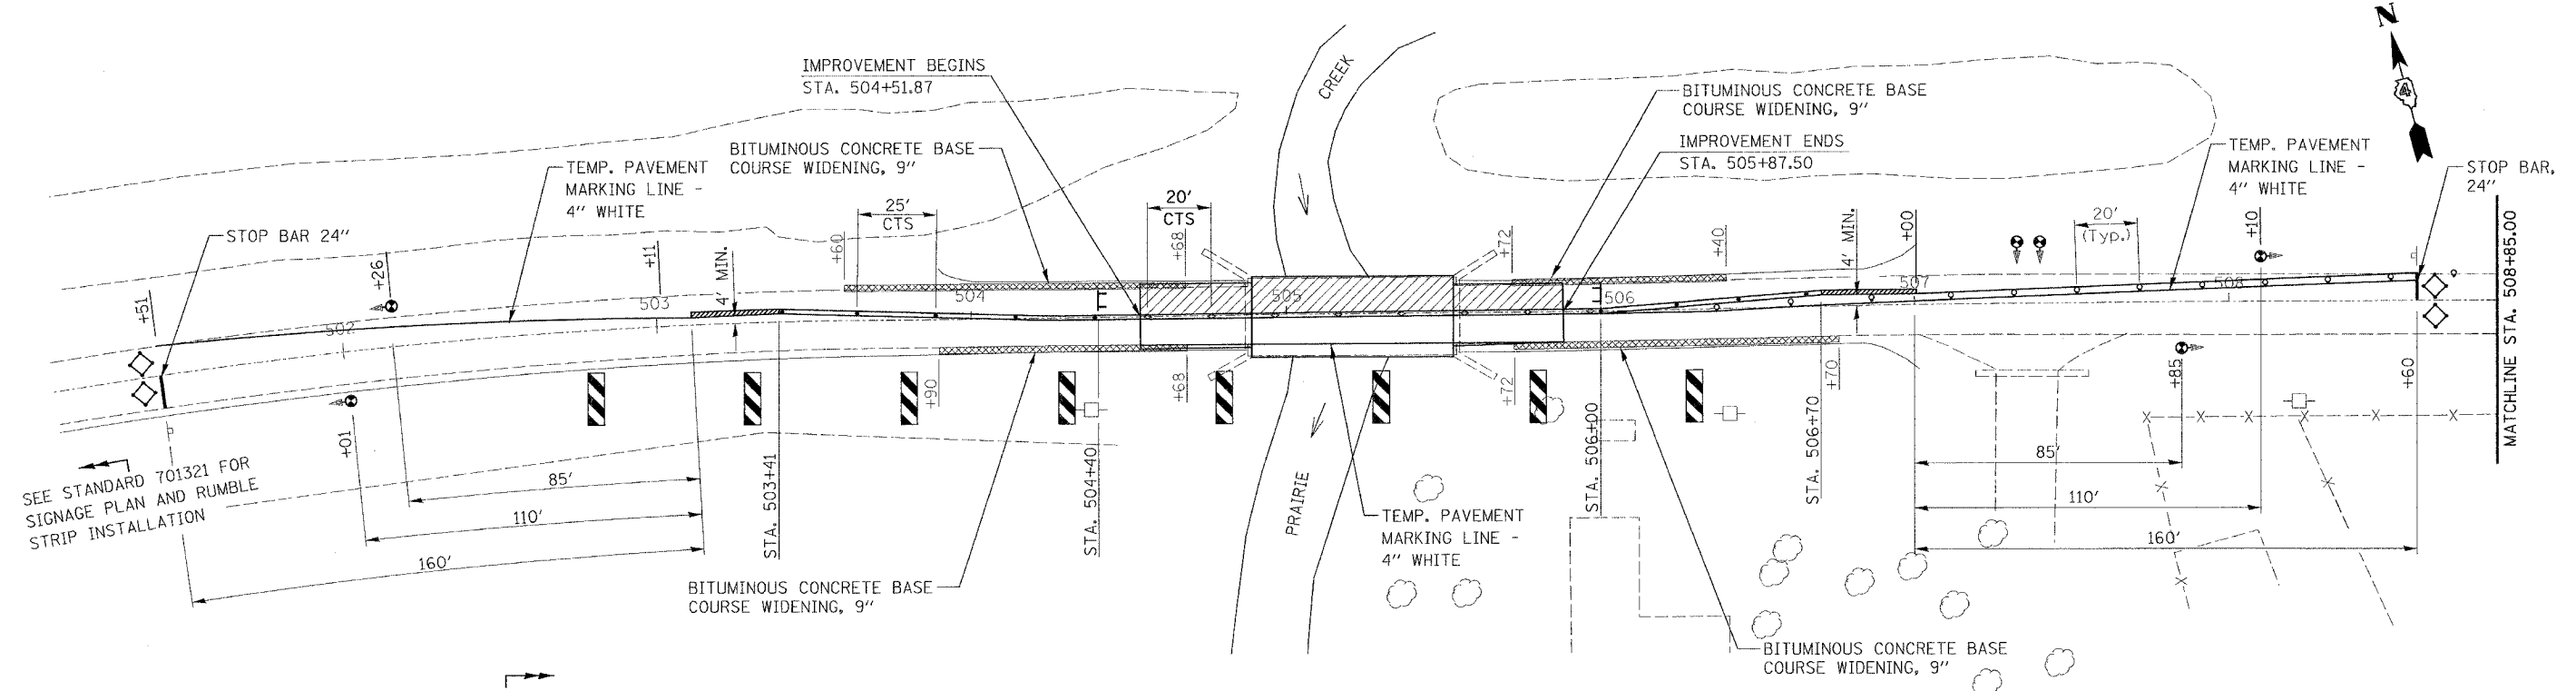 N
4
CREEK
IMPROVEMENT BEGINS
STA. 504+51.87
BITUMINOUS CONCRETE BASE
COURSE WIDENING, 9"
BITUMINOUS CONCRETE BASE
COURSE WIDENING, 9"
IMPROVEMENT ENDS
STA. 505+87.50
TEMP. PAVEMENT
MARKING LINE -
4" WHITE
TEMP. PAVEMENT
MARKING LINE -
4" WHITE
STOP BAR,
24"
STOP BAR 24"
25'
CTS
20'
CTS
20'
(Typ.)
+51
+26
+11
4' MIN.
+60
+68
+72
+40
4' MIN.
+00
+10
MATCHLINE STA. 508+85.00
502
503
504
505
506
507
508
+01
+90
+68
+72
+70
+85
+60
STA. 503+41
STA. 504+40
STA. 506+00
STA. 506+70
SEE STANDARD 701321 FOR
SIGNAGE PLAN AND RUMBLE
STRIP INSTALLATION
85'
110'
160'
85'
110'
160'
PRAIRIE
TEMP. PAVEMENT
MARKING LINE -
4" WHITE
BITUMINOUS CONCRETE BASE
COURSE WIDENING, 9"
BITUMINOUS CONCRETE BASE
COURSE WIDENING, 9"